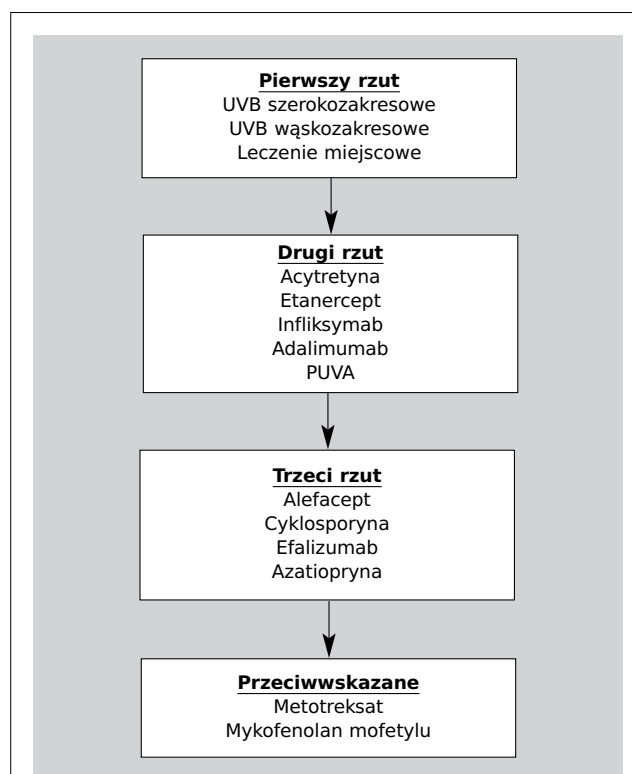 Pierwszy rzut
UVB szerokozakresowe
UVB wąskozakresowe
Leczenie miejscowe
Drugi rzut
Acytretyna
Etanercept
Infliksymab
Adalimumab
PUVA
Trzeci rzut
Alefacept
Cyklosporyna
Efalizumab
Azatiopryna
Przeciwwskazane
Metotreksat
Mykofenolan mofetylu